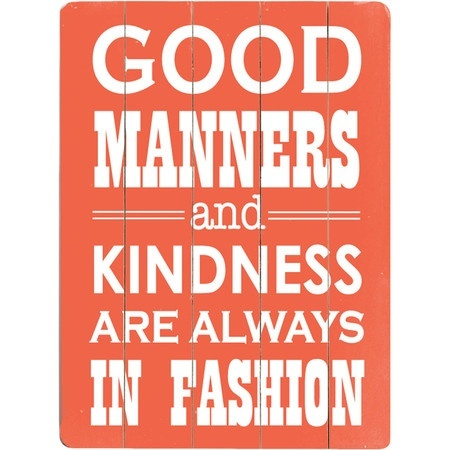 GOOD
MANNERS
and
KINDNESS
ARE ALWAYS
IN FASHION